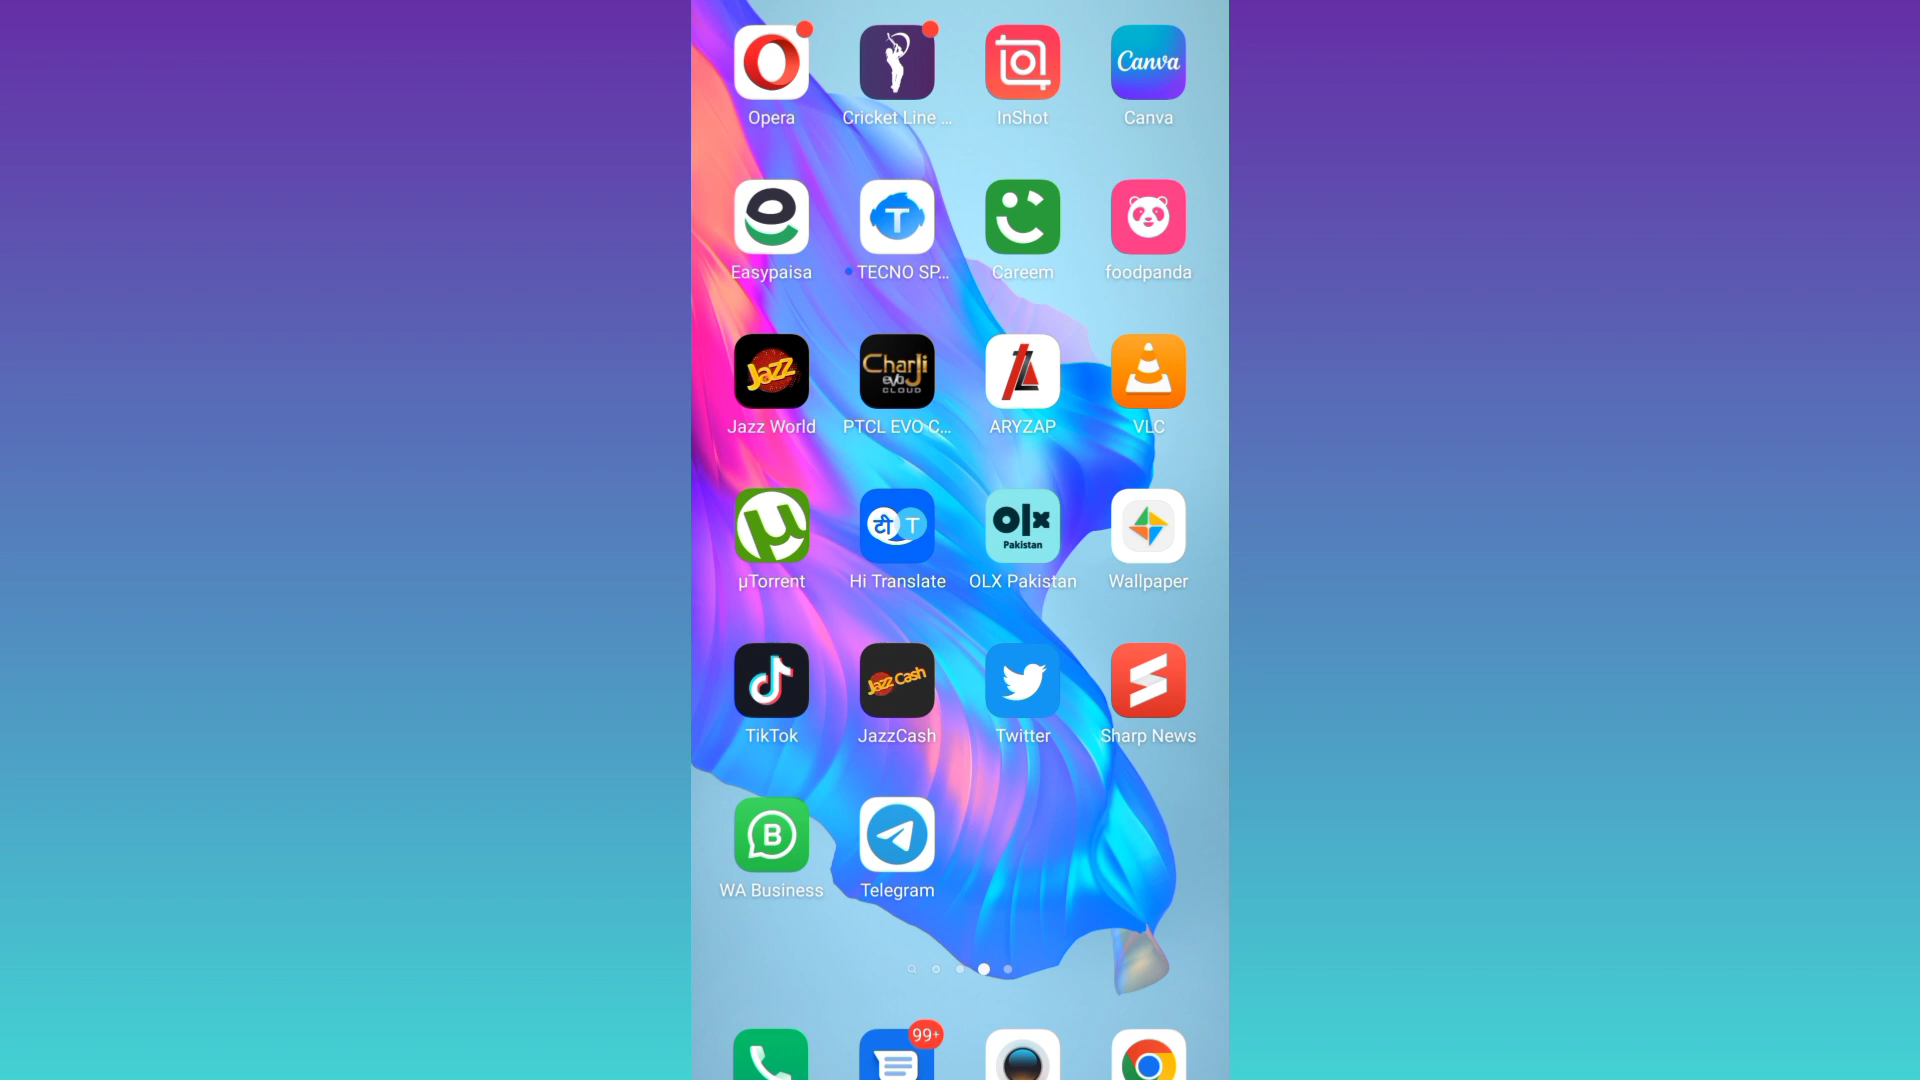 Canva
Opera
Cricket Line ...
InShot
Canva
T
Easypaisa
TECNO SP...
Careem
foodpanda
Jazz
CharJi
evo
CLOUD
Jazz World
PTCL EVO C...
ARYZAP
VLC
µ
टी T
olx
Pakistan
µTorrent
Hi Translate
OLX Pakistan
Wallpaper
Jazz Cash
TikTok
JazzCash
Twitter
Sharp News
B
WA Business
Telegram
99+